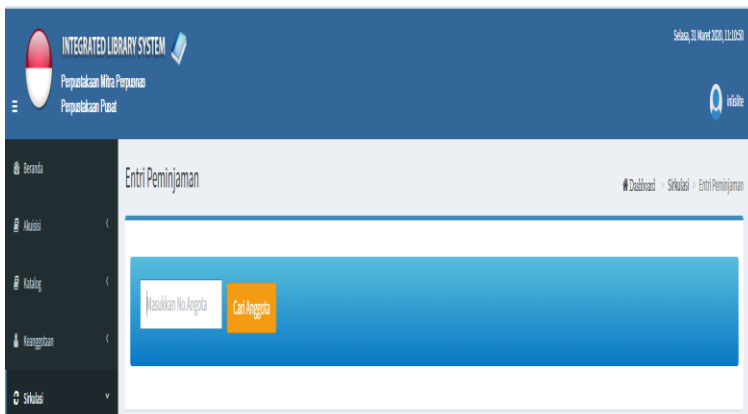 INTEGRATED LIBRARY SYSTEM
Selasa, 31 Maret 2020, 11:10:50
Perpustakaan Mitra Perpusnas
Perpustakaan Pusat
inlislite
Beranda
Entri Peminjaman
Dashboard > Sirkulasi > Entri Peminjaman
Akuisisi
Katalog
Masukkan No.Angota
Cari Anggota
Keanggotaan
Sirkulasi